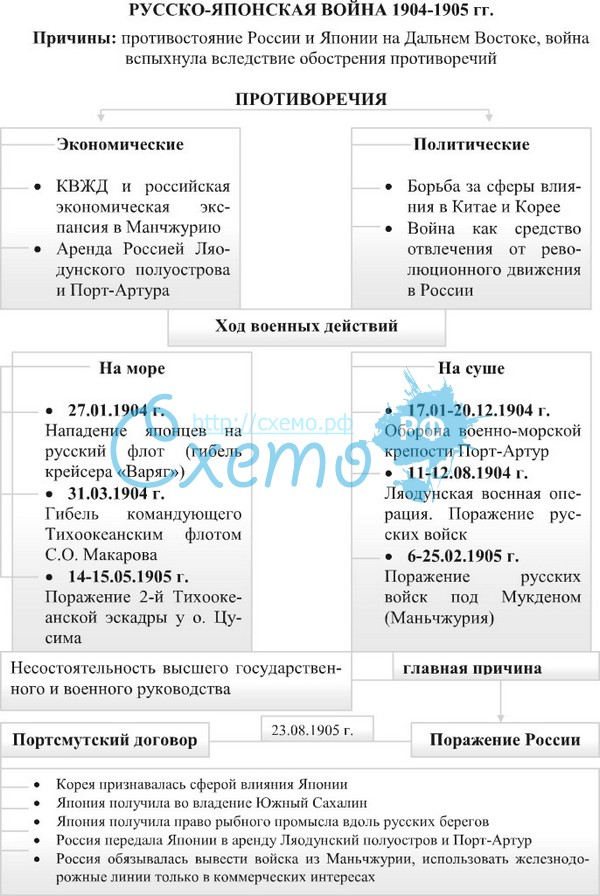 РУССКО-ЯПОНСКАЯ ВОЙНА 1904-1905 гг.
Причины: противостояние России и Японии на Дальнем Востоке, война
вспыхнула вследствие обострения противоречий
ПРОТИВОРЕЧИЯ
Экономические
• КВЖД и российская
экономическая экс-
пансия в Манчжурию
• Аренда Россией Ляо-
дунского полуострова
и Порт-Артура
Политические
• Борьба за сферы влия-
ния в Китае и Корее
• Война как средство
отвлечения от рево-
люционного движения
в России
Ход военных действий
На море
• 27.01.1904 г.
Нападение японцев на
русский флот (гибель
крейсера «Варяг»)
• 31.03.1904 г.
Гибель командующего
Тихоокеанским флотом
С.О. Макарова
• 14-15.05.1905 г.
Поражение 2-й Тихооке-
анской эскадры у о. Цу-
сима
На суше
• 17.01-20.12.1904 г.
Оборона военно-морской
крепости Порт-Артур
• 11-12.08.1904 г.
Ляодунская военная опе-
рация. Поражение рус-
ских войск
• 6-25.02.1905 г.
Поражение русских
войск под Мукденом
(Маньчжурия)
http://схемо.рф
Схемо
РФ
Несостоятельность высшего государствен-
ного и военного руководства
главная причина
Портсмутский договор
23.08.1905 г.
Поражение России
• Корея признавалась сферой влияния Японии
• Япония получила во владение Южный Сахалин
• Япония получила право рыбного промысла вдоль русских берегов
• Россия передала Японии в аренду Ляодунский полуостров и Порт-Артур
• Россия обязывалась вывести войска из Маньчжурии, использовать железнодо-
рожные линии только в коммерческих интересах